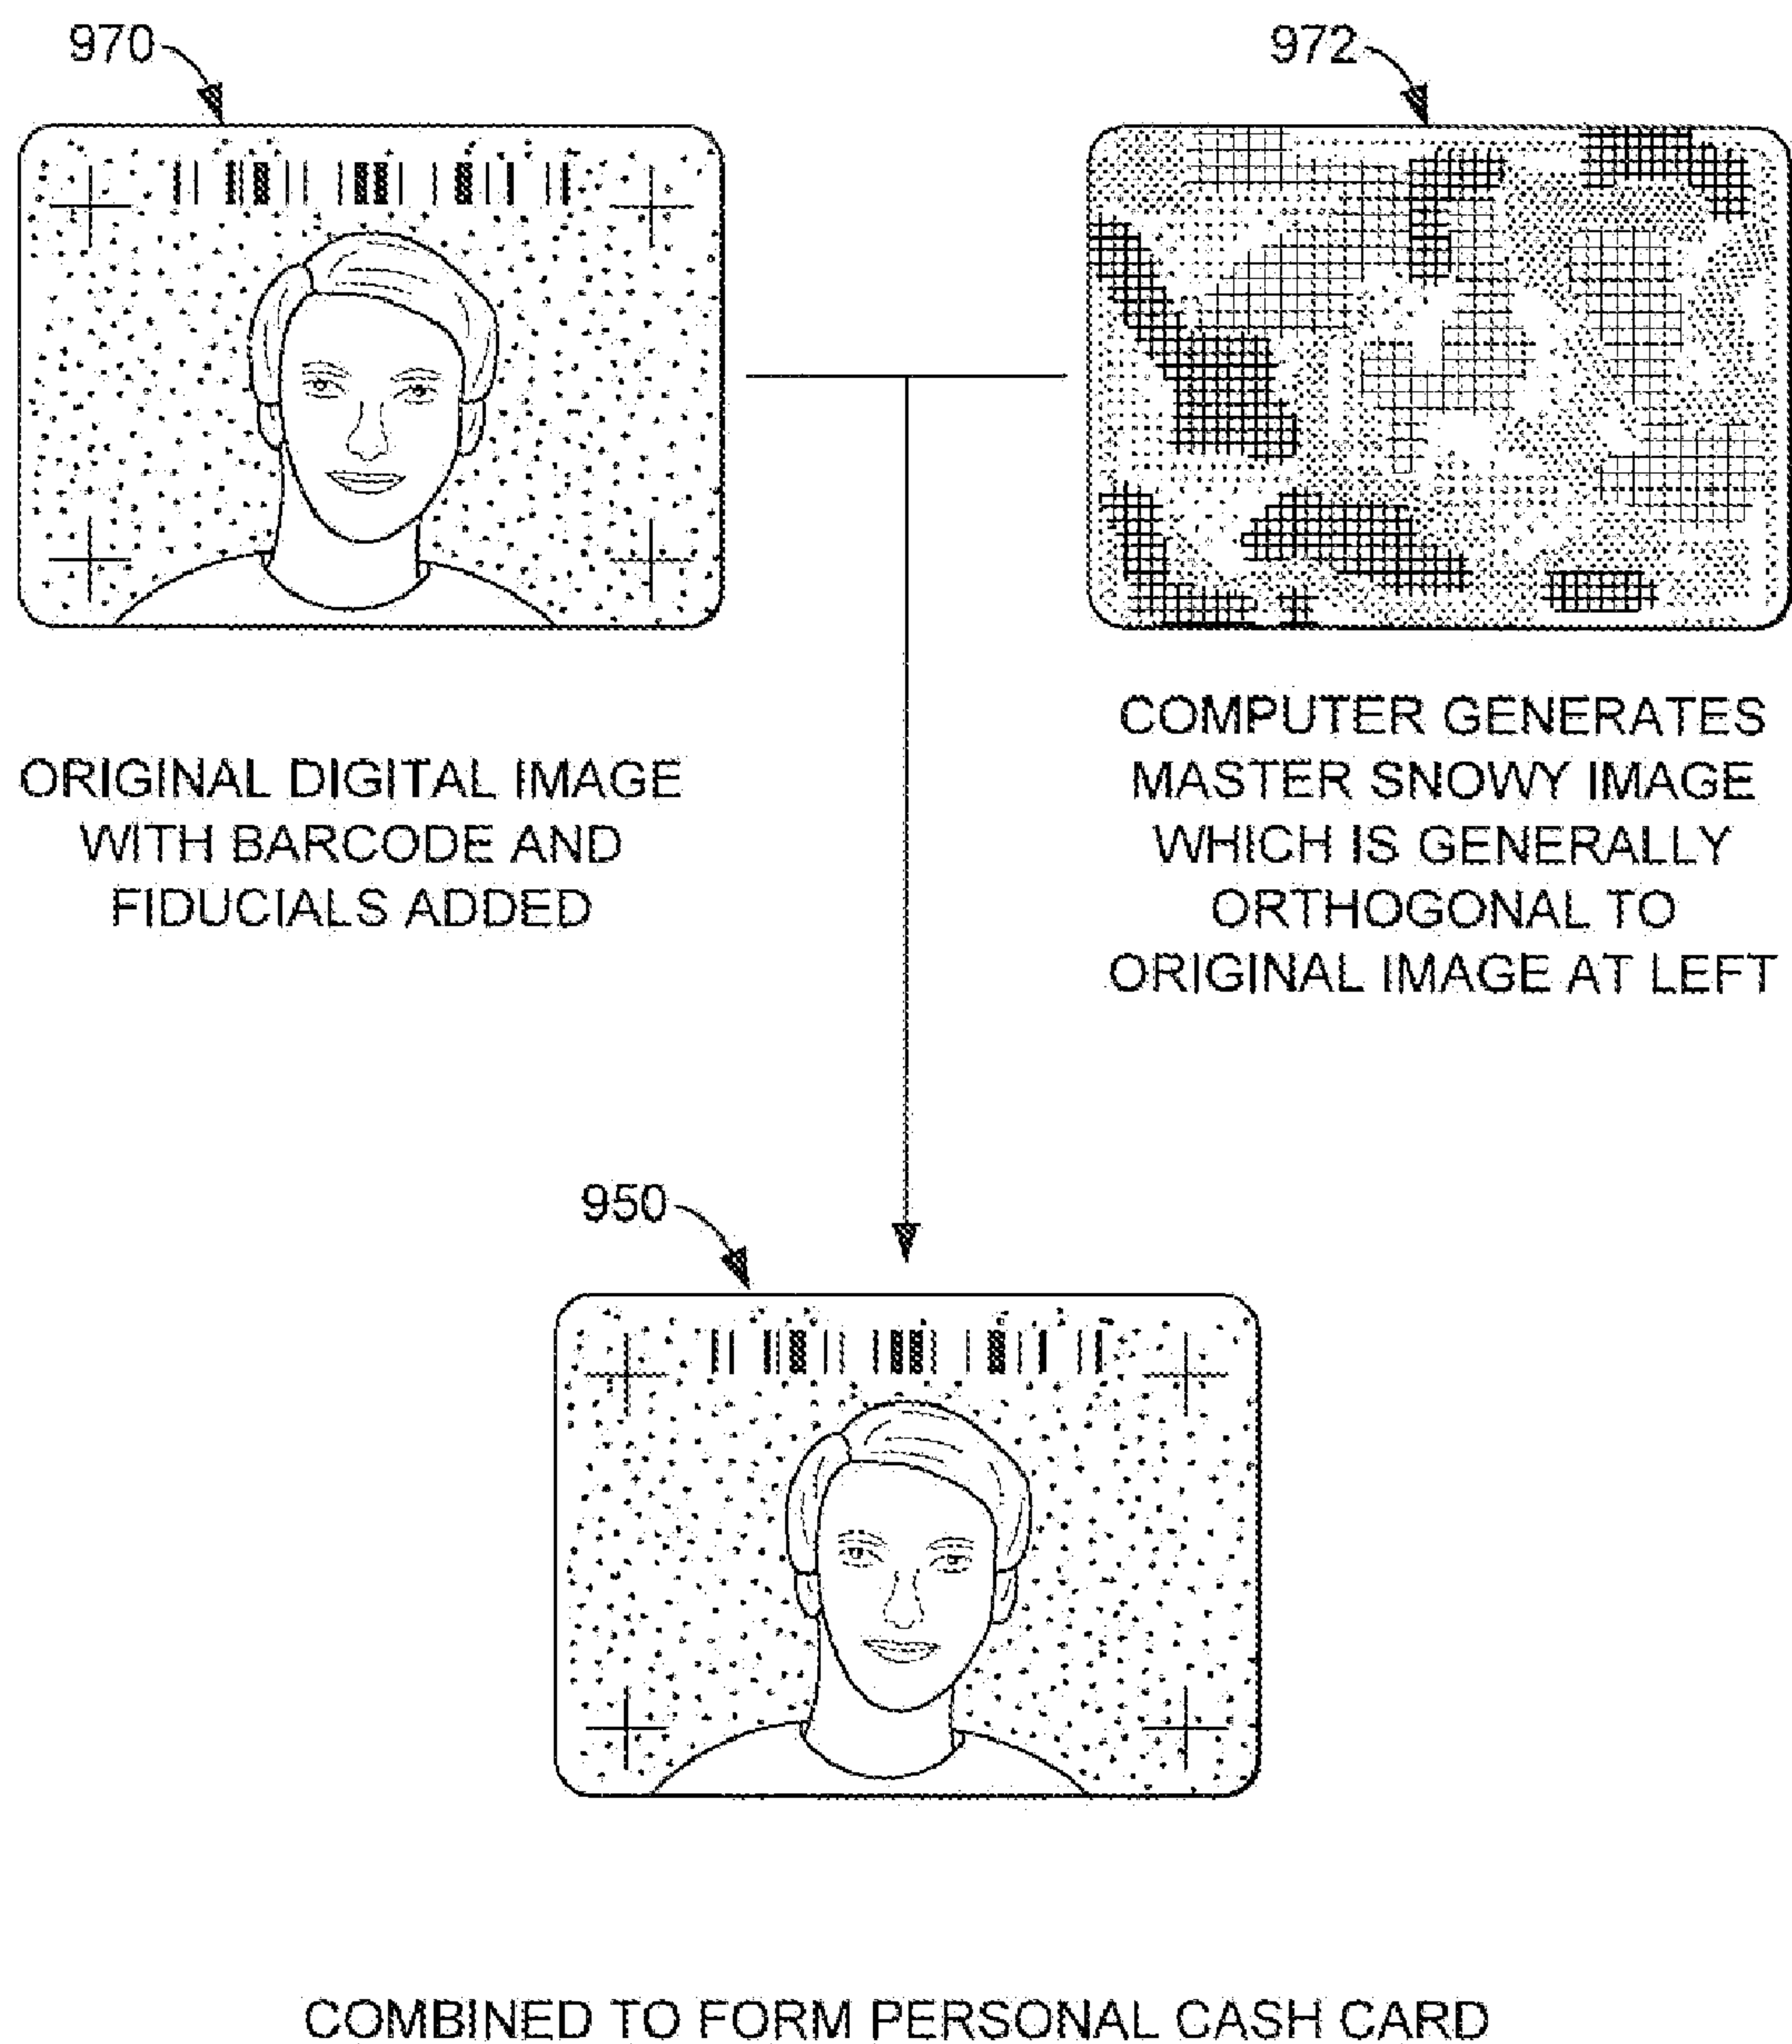 970
972
ORIGINAL DIGITAL IMAGE
WITH BARCODE AND
FIDUCIALS ADDED
COMPUTER GENERATES
MASTER SNOWY IMAGE
WHICH IS GENERALLY
ORTHOGONAL TO
ORIGINAL IMAGE AT LEFT
950
COMBINED TO FORM PERSONAL CASH CARD